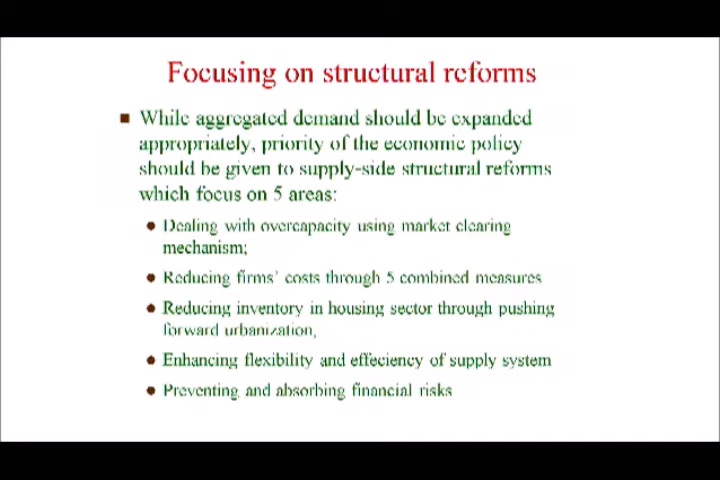 Focusing on structural reforms
While aggregated demand should be expanded
appropriately, priority of the economic policy
should be given to supply-side structural reforms
which focus on 5 areas:
Dealing with overcapacity using market clearing
mechanism;
Reducing firms' costs through 5 combined measures
Reducing inventory in housing sector through pushing
forward urbanization,
Enhancing flexibility and effeciency of supply system
Preventing and absorbing financial risks